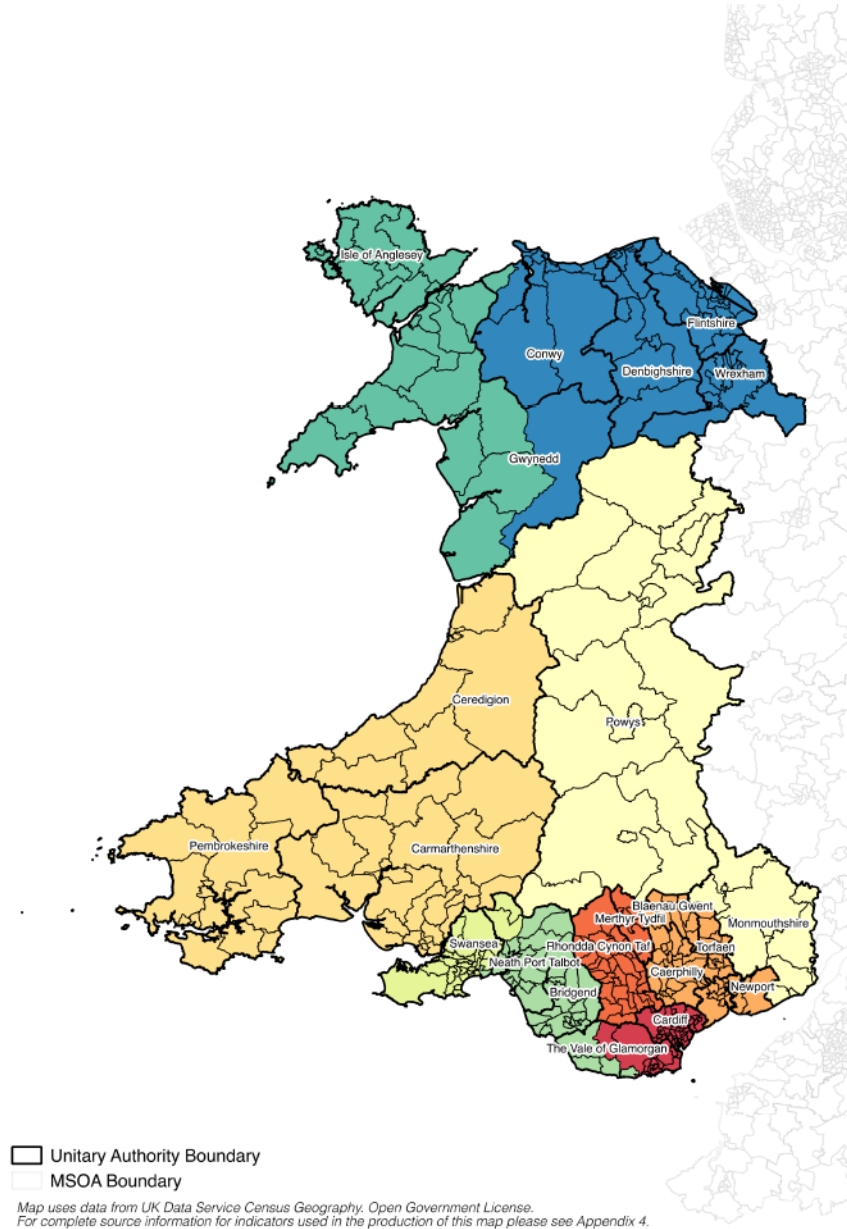 Isle of Anglesey
Flintshire
Conwy
Denbighshire
Wrexham
Gwynedd
Ceredigion
Powys
Pembrokeshire
Carmarthenshire
Blaenau Gwent
Merthyr Tydfil
Monmouthshire
Swansea
Rhondda Cynon Taf
Torfaen
Neath Port Talbot
Caerphilly
Bridgend
Newport
Cardiff
The Vale of Glamorgan
Unitary Authority Boundary
MSOA Boundary
Map uses data from UK Data Service Census Geography. Open Government License.
For complete source information for indicators used in the production of this map please see Appendix 4.